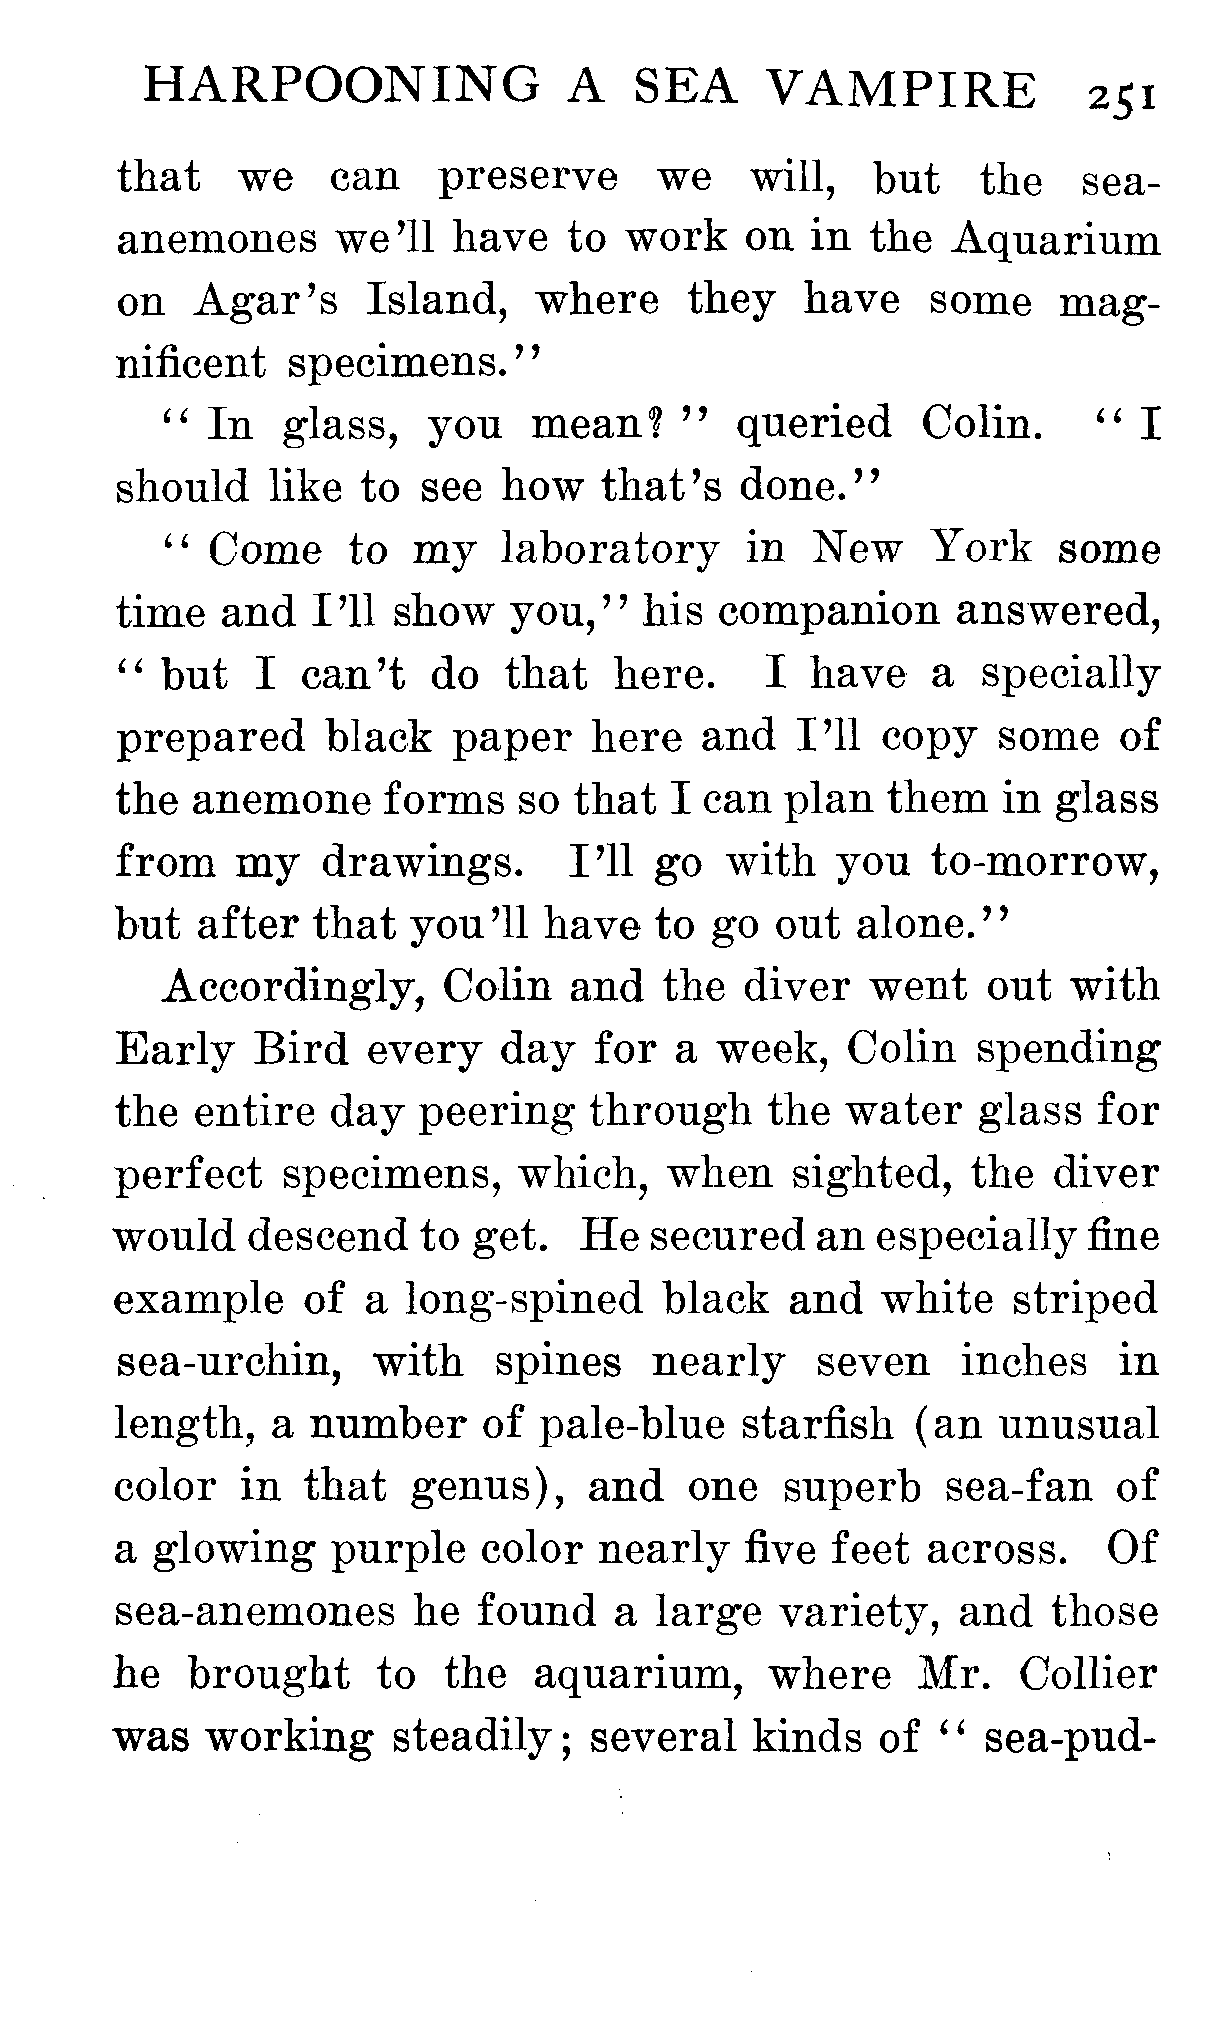 HARPOONING A SEA VAMPIRE 251
that we can preserve we will, but the sea-
anemones we'll have to work on in the Aquarium
on Agar's Island, where they have some mag-
nificent specimens."
" In glass, you mean? " queried Colin. " I
should like to see how that's done."
" Come to my laboratory in New York some
time and I'll show you," his companion answered,
" but I can't do that here. I have a specially
prepared black paper here and I'll copy some of
the anemone forms so that I can plan them in glass
from my drawings. I'll go with you to-morrow,
but after that you'll have to go out alone."
Accordingly, Colin and the diver went out with
Early Bird every day for a week, Colin spending
the entire day peering through the water glass for
perfect specimens, which, when sighted, the diver
would descend to get. He secured an especially fine
example of a long-spined black and white striped
sea-urchin, with spines nearly seven inches in
length, a number of pale-blue starfish (an unusual
color in that genus), and one superb sea-fan of
a glowing purple color nearly five feet across. Of
sea-anemones he found a large variety, and those
he brought to the aquarium, where Mr. Collier
was working steadily; several kinds of " sea-pud-